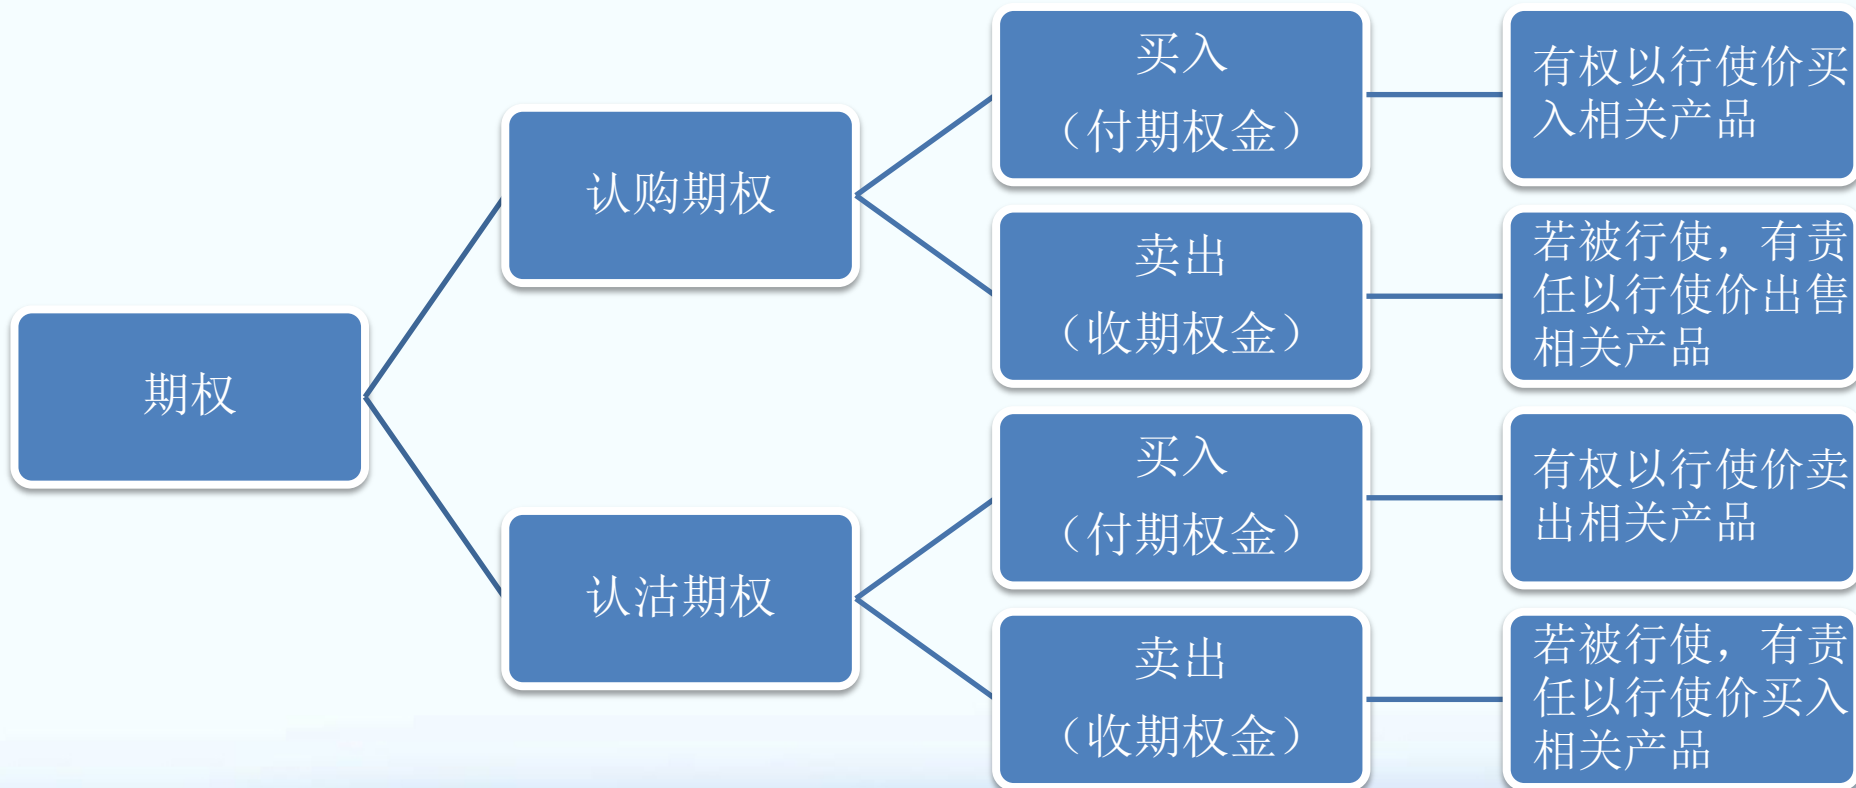 期权
认购期权
买入
（付期权金）
有权以行使价买
入相关产品
卖出
（收期权金）
若被行使，有责
任以行使价出售
相关产品
认沽期权
买入
（付期权金）
有权以行使价卖
出相关产品
卖出
（收期权金）
若被行使，有责
任以行使价买入
相关产品